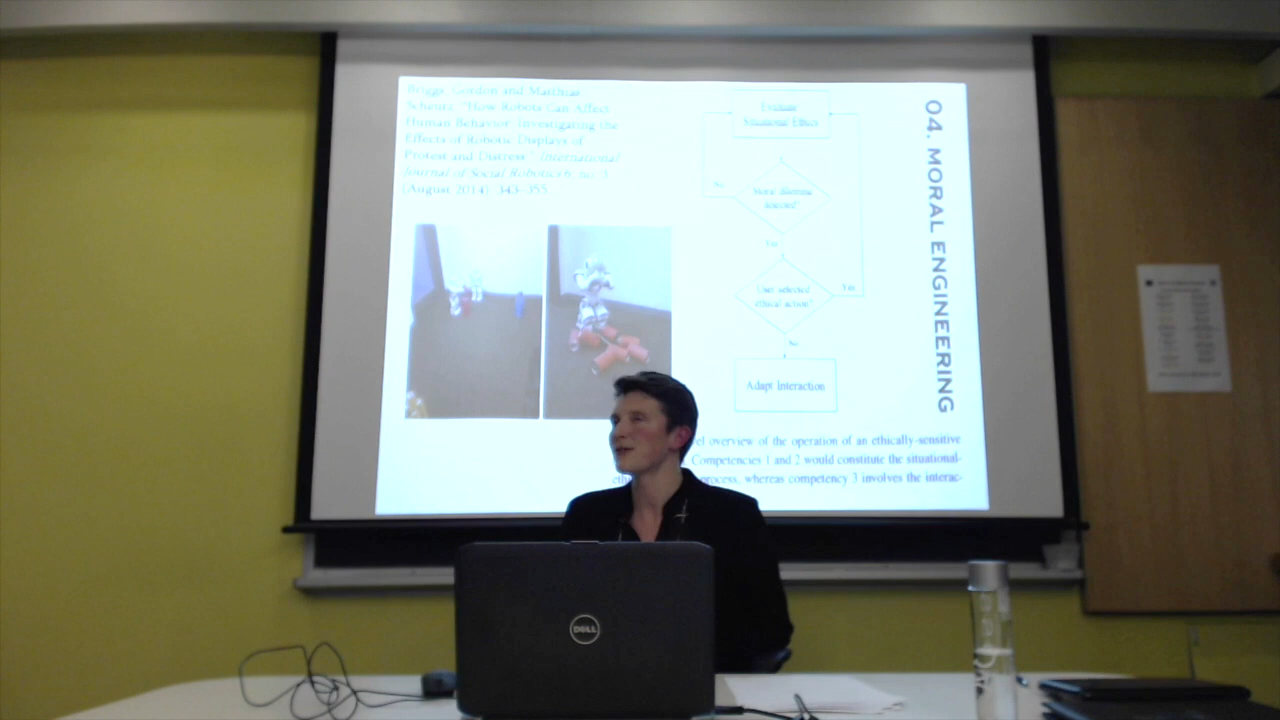 Briggs, Gordon and Matthias
Scheutz. "How Robots Can Affect
Human Behavior: Investigating the
Effects of Robotic Displays of
Protest and Distress." International
Journal of Social Robotics 6, no. 3
(August 2014): 343-355.
Evaluate
Situational Ethics
Moral dilemma
detected?
No
Yes
User selected
ethical action?
Yes
No
Adapt Interaction
overview of the operation of an ethically-sensitive
Competencies 1 and 2 would constitute the situational-
process, whereas competency 3 involves the interac-
04. MORAL ENGINEERING
DELL